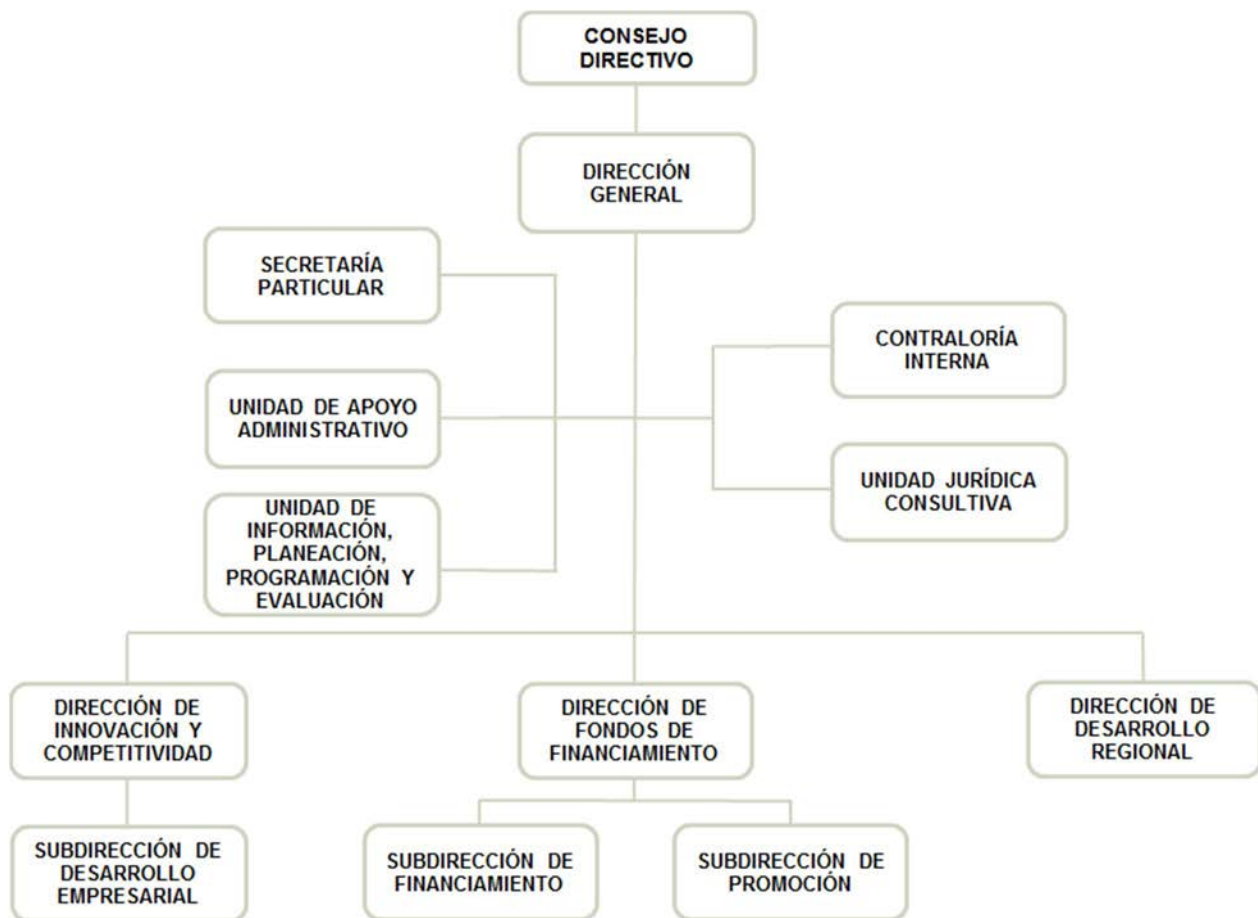 CONSEJO
DIRECTIVO
DIRECCIÓN
GENERAL
SECRETARÍA
PARTICULAR
CONTRALORÍA
INTERNA
UNIDAD DE APOYO
ADMINISTRATIVO
UNIDAD JURÍDICA
CONSULTIVA
UNIDAD DE
INFORMACIÓN,
PLANEACIÓN,
PROGRAMACIÓN Y
EVALUACIÓN
DIRECCIÓN DE
INNOVACIÓN Y
COMPETITIVIDAD
DIRECCIÓN DE
FONDOS DE
FINANCIAMIENTO
DIRECCIÓN DE
DESARROLLO
REGIONAL
SUBDIRECCIÓN DE
DESARROLLO
EMPRESARIAL
SUBDIRECCIÓN DE
FINANCIAMIENTO
SUBDIRECCIÓN DE
PROMOCIÓN